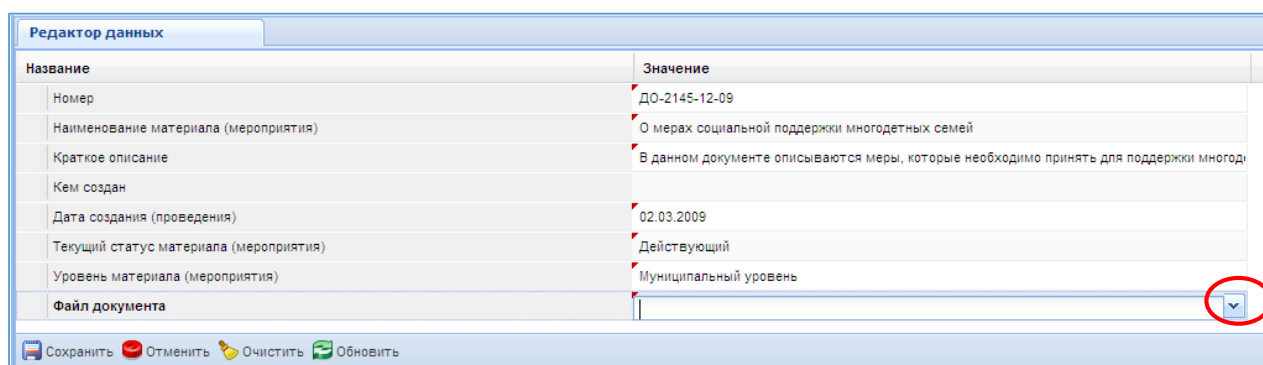 Редактор данных
Название Значение
Номер ДО-2145-12-09
Наименование материала (мероприятия) О мерах социальной поддержки многодетных семей
Краткое описание В данном документе описываются меры, которые необходимо принять для поддержки
Кем создан
Дата создания (проведения) 02.03.2009
Текущий статус материала (мероприятия) Действующий
Уровень материала (мероприятия) Муниципальный уровень
Файл документа
Сохранить Отменить Очистить Обновить